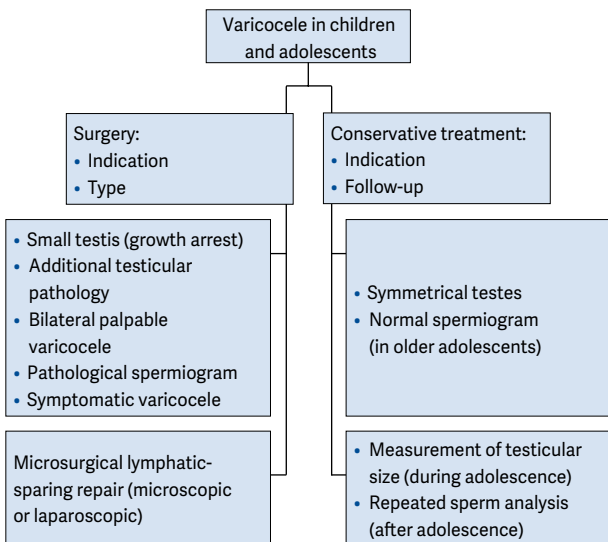 Varicocele in children
and adolescents
Surgery:
• Indication
• Type
Conservative treatment:
• Indication
• Follow-up
• Small testis (growth arrest)
• Additional testicular
pathology
• Bilateral palpable
varicocele
• Pathological spermiogram
• Symptomatic varicocele
• Symmetrical testes
• Normal spermiogram
(in older adolescents)
Microsurgical lymphatic-
sparing repair (microscopic
or laparoscopic)
• Measurement of testicular
size (during adolescence)
• Repeated sperm analysis
(after adolescence)